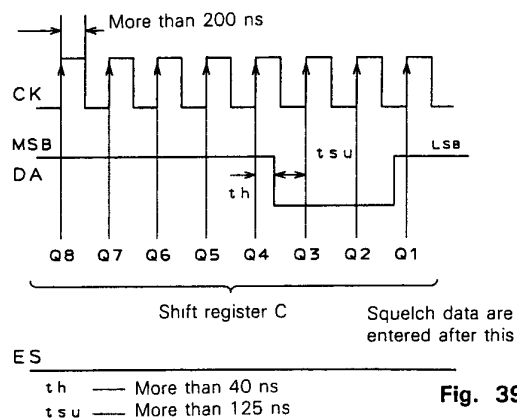 More than 200 ns
CK
MSB
LSB
DA
tsu
th
Q8 Q7 Q6 Q5 Q4 Q3 Q2 Q1
Shift register C
Squelch data are
entered after this
ES
th — More than 40 ns
tsu — More than 125 ns
Fig. 39